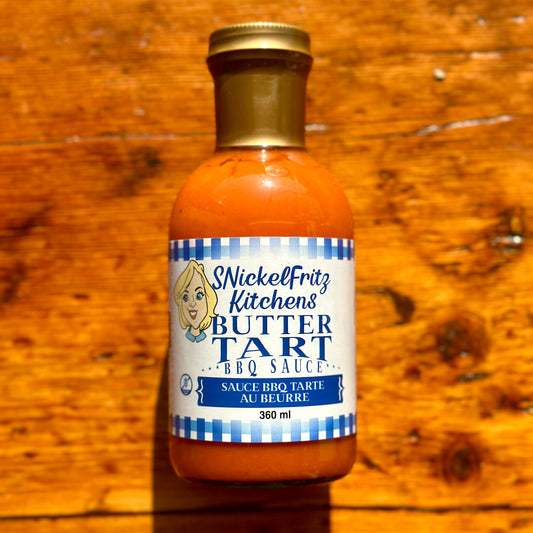 SNickelFritz
Kitchens
BUTTER
TART
BBQ SAUCE
SAUCE BBQ TARTE
AU BEURRE
360 ml